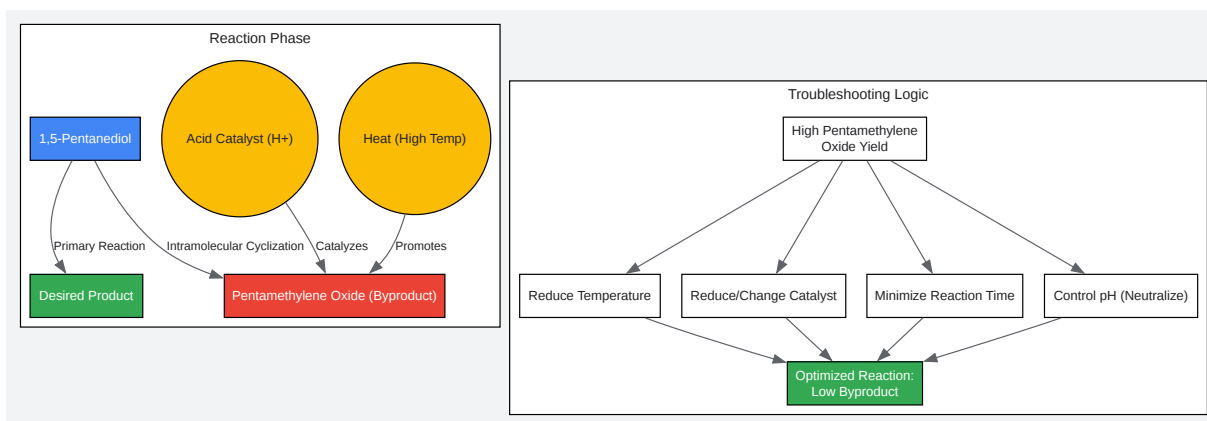 Reaction Phase
1,5-Pentanediol
Acid Catalyst (H+)
Heat (High Temp)
Primary Reaction
Intramolecular Cyclization
Catalyzes
Promotes
Desired Product
Pentamethylene Oxide (Byproduct)
Troubleshooting Logic
High Pentamethylene
Oxide Yield
Reduce Temperature
Reduce/Change Catalyst
Minimize Reaction Time
Control pH (Neutralize)
Optimized Reaction:
Low Byproduct